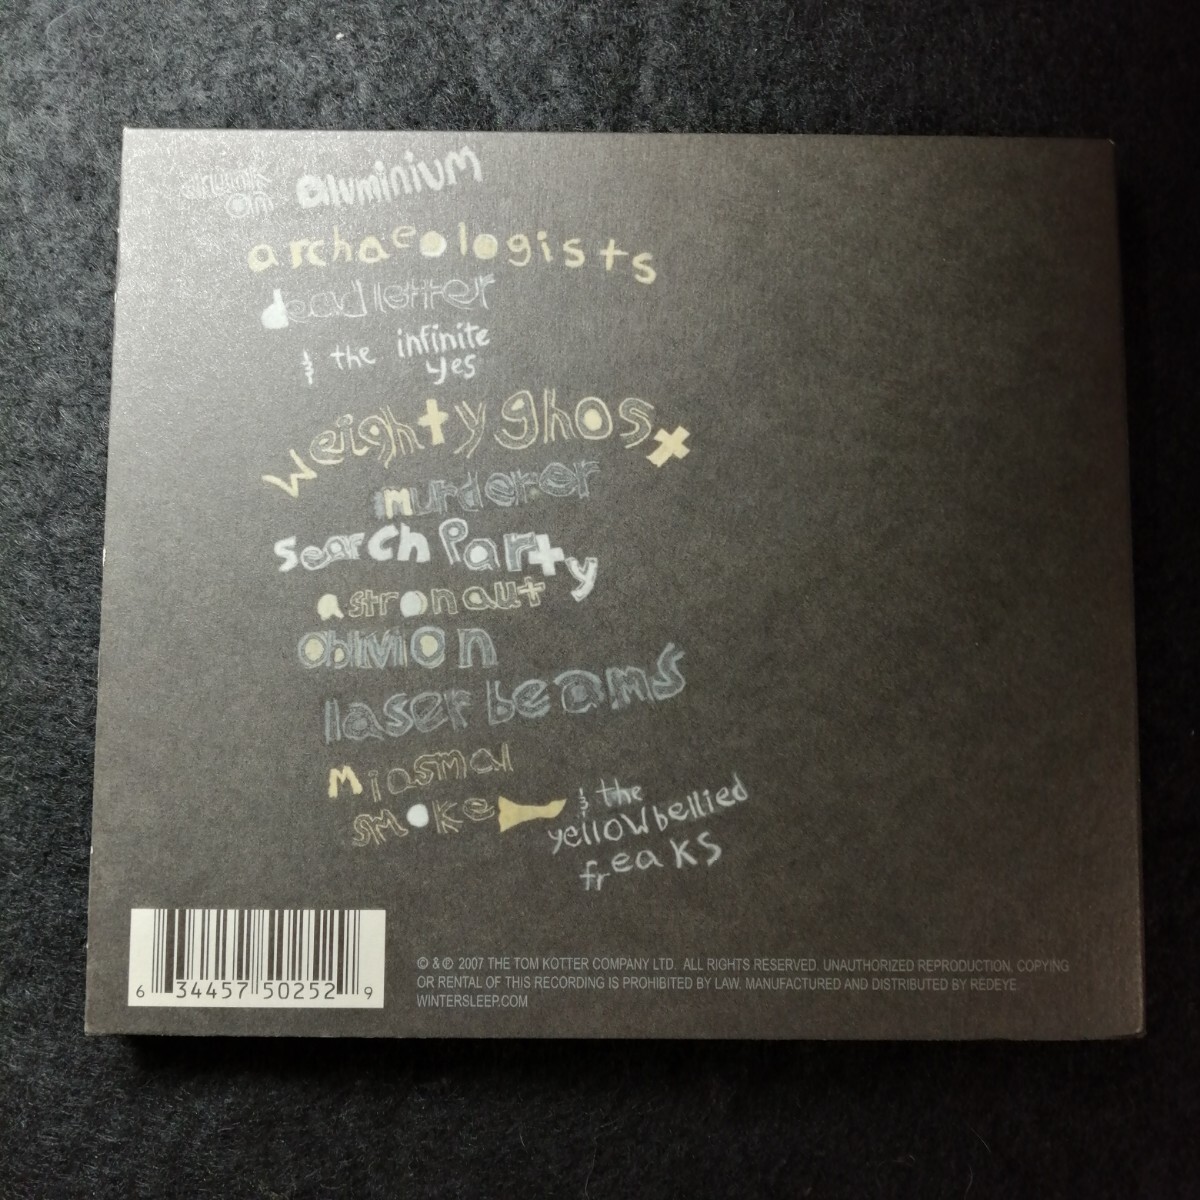 drunk on aluminium
archaeologists
dead letter
& the infinite
yes
weighty ghost
murderer
search Party
astronaut
oblivion
laser beams
Miasmal
smoke & the
yellowbellied
freaks
6 34457 50252 9
© & ℗ 2007 THE TOM KOTTER COMPANY LTD. ALL RIGHTS RESERVED. UNAUTHORIZED REPRODUCTION, COPYING
OR RENTAL OF THIS RECORDING IS PROHIBITED BY LAW. MANUFACTURED AND DISTRIBUTED BY REDEYE
WINTERSLEEP.COM